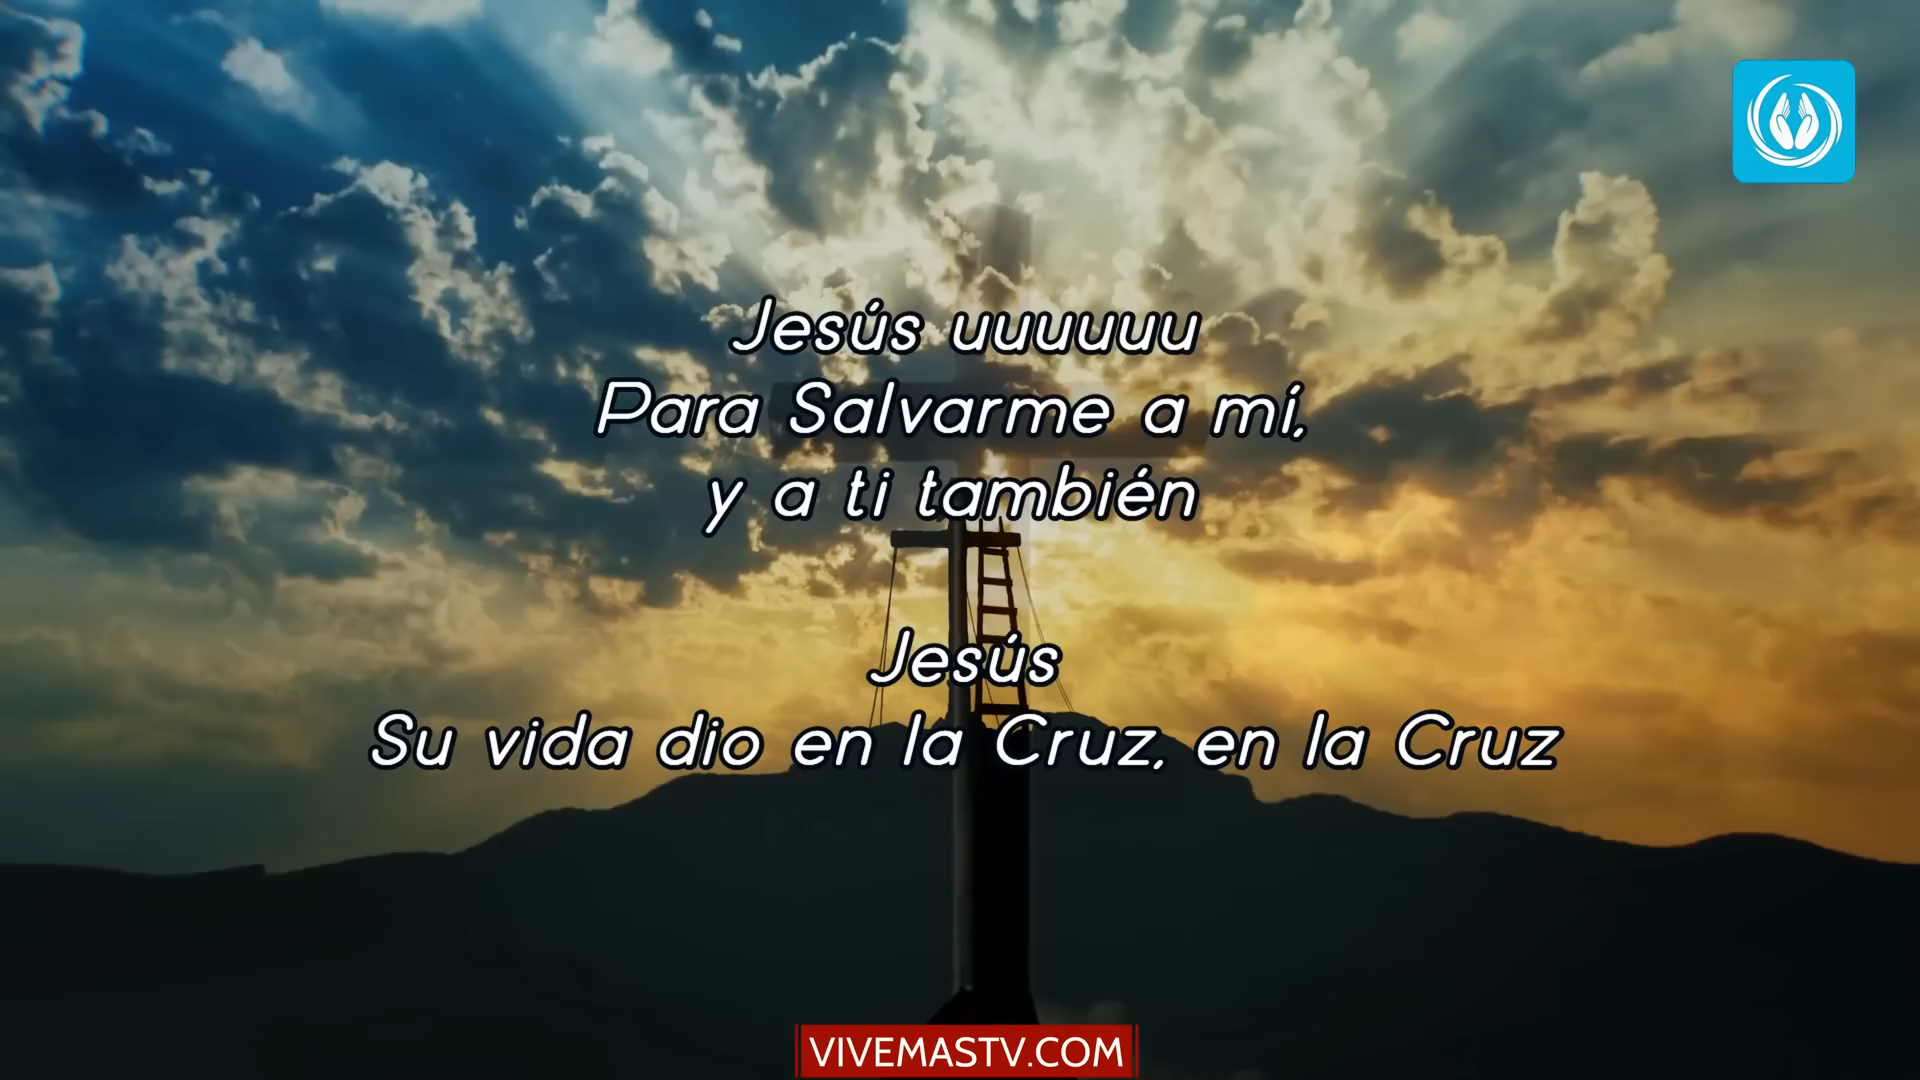 Jesús uuuuuu
Para Salvarme a mí,
y a ti también
Jesús
Su vida dio en la Cruz, en la Cruz
VIVEMASTV.COM